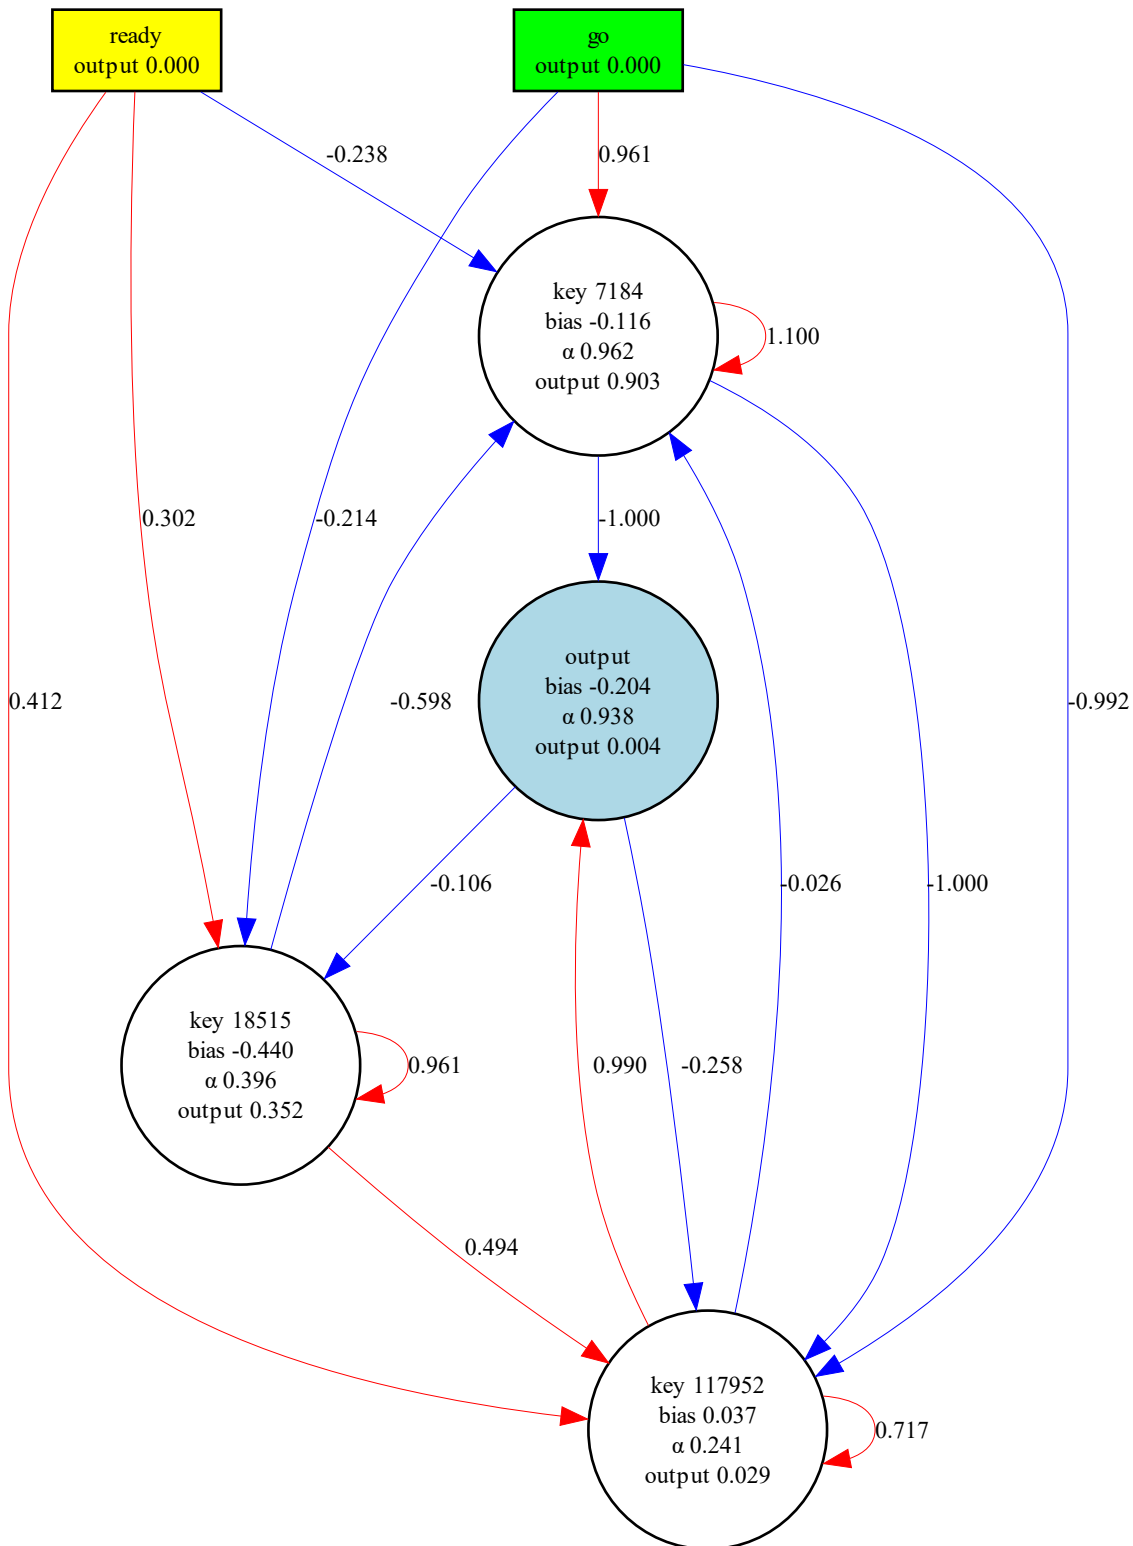 ready
output 0.000
go
output 0.000
-0.238
0.961
key 7184
bias -0.116
α 0.962
output 0.903
1.100
0.302
-0.214
-1.000
output
bias -0.204
α 0.938
output 0.004
0.412
-0.598
-0.992
-0.106
-0.026
-1.000
key 18515
bias -0.440
α 0.396
output 0.352
0.961
0.990
-0.258
0.494
key 117952
bias 0.037
α 0.241
output 0.029
0.717